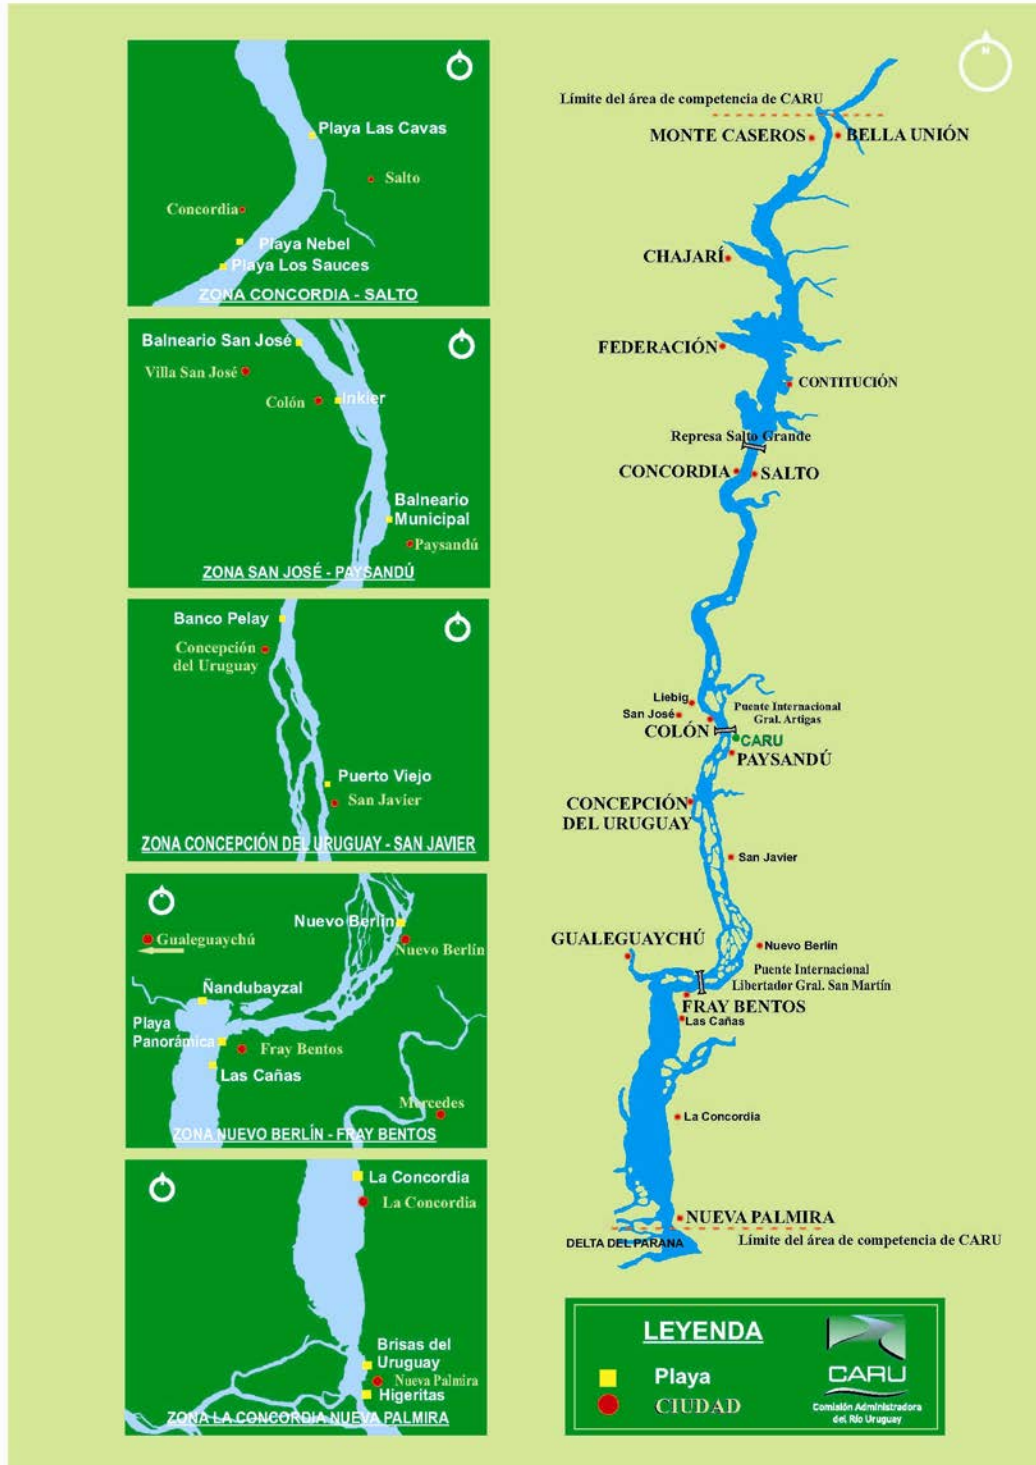 Playa Las Cavas
Salto
Concordia
Playa Nebel
Playa Los Sauces
ZONA CONCORDIA - SALTO
Balneario San José
Villa San José
Colón
Inkier
Balneario
Municipal
Paysandú
ZONA SAN JOSÉ - PAYSANDÚ
Banco Pelay
Concepción
del Uruguay
Puerto Viejo
San Javier
ZONA CONCEPCIÓN DEL URUGUAY - SAN JAVIER
Nuevo Berlín
Gualeguaychú
Nuevo Berlín
Ñandubayzal
Playa
Panorámica
Fray Bentos
Las Cañas
Mercedes
ZONA NUEVO BERLÍN - FRAY BENTOS
La Concordia
La Concordia
Brisas del
Uruguay
Nueva Palmira
Higeritas
ZONA LA CONCORDIA NUEVA PALMIRA
N
Límite del área de competencia de CARU
MONTE CASEROS
BELLA UNIÓN
CHAJARÍ
FEDERACIÓN
CONTITUCIÓN
Represa Salto Grande
CONCORDIA
SALTO
Liebig
San José
Puente Internacional
Gral. Artigas
COLÓN
CARU
PAYSANDÚ
CONCEPCIÓN
DEL URUGUAY
San Javier
GUALEGUAYCHÚ
Nuevo Berlín
Puente Internacional
Libertador Gral. San Martín
FRAY BENTOS
Las Cañas
La Concordia
NUEVA PALMIRA
DELTA DEL PARANA
Límite del área de competencia de CARU
LEYENDA
Playa
CIUDAD
CARU
Comisión Administradora
del Río Uruguay